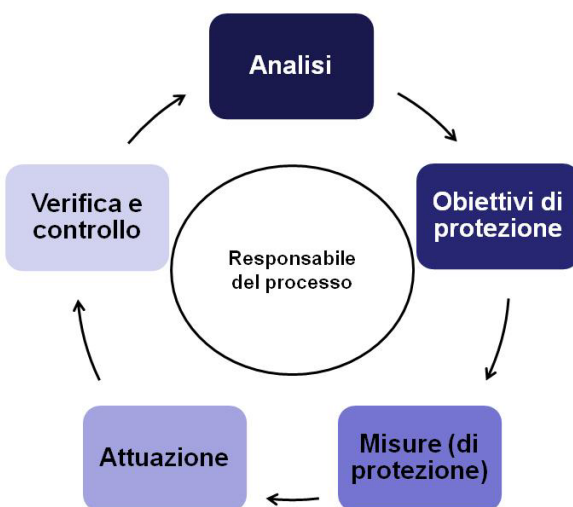 Analisi
Obiettivi di
protezione
Misure (di
protezione)
Attuazione
Verifica e
controllo
Responsabile
del processo